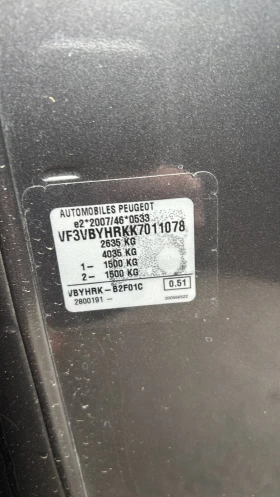 AUTOMOBILES PEUGEOT
e2*2007/46*0533
VF3VBYHRKK7011078
2635 KG
4035 KG
1- 1500 KG
2- 1500 KG
VBYHRK - B2F01C
0.51
2800191 -